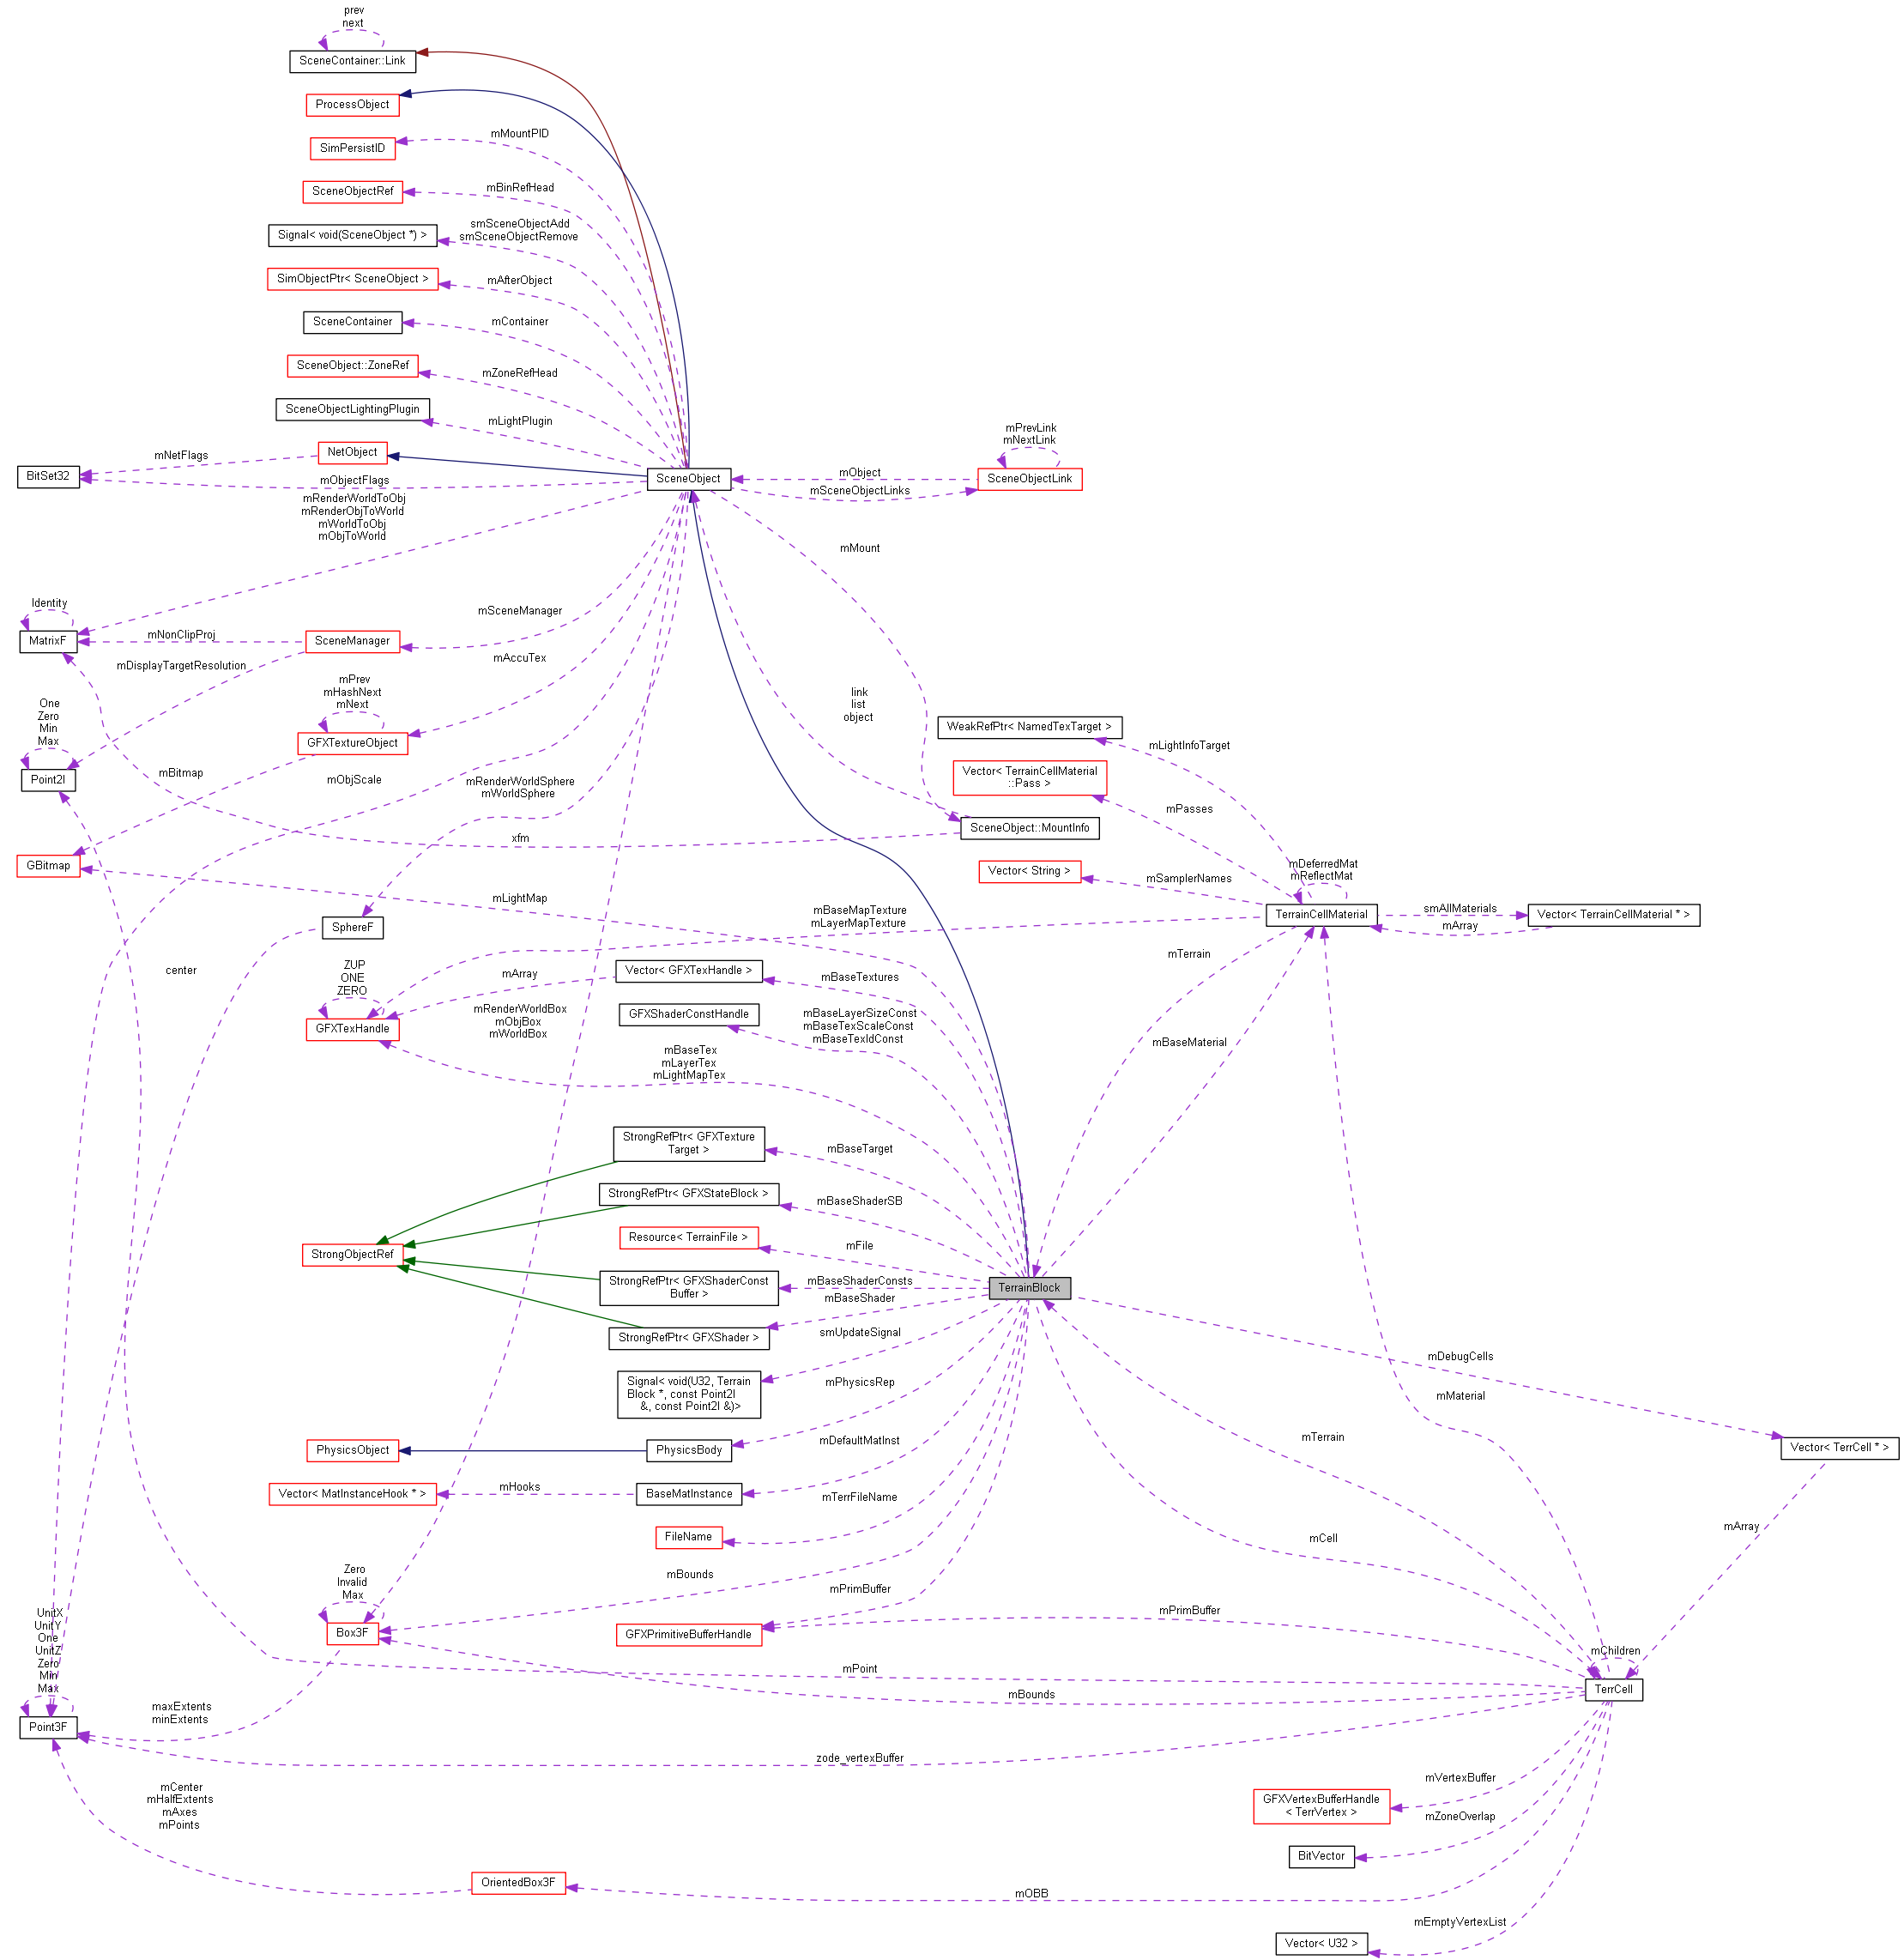 prev
next
SceneContainer::Link
ProcessObject
mMountPID
SimPersistID
mBinRefHead
SceneObjectRef
smSceneObjectAdd
smSceneObjectRemove
Signal< void(SceneObject *) >
mAfterObject
SimObjectPtr< SceneObject >
mContainer
SceneContainer
mZoneRefHead
SceneObject::ZoneRef
SceneObjectLightingPlugin
mLightPlugin
mPrevLink
mNextLink
NetObject
mNetFlags
BitSet32
mObjectFlags
SceneObject
mObject
mSceneObjectLinks
SceneObjectLink
mRenderWorldToObj
mRenderObjToWorld
mWorldToObj
mObjToWorld
mMount
Identity
MatrixF
mNonClipProj
mSceneManager
SceneManager
mDisplayTargetResolution
mAccuTex
mPrev
mHashNext
mNext
GFXTextureObject
link
list
object
One
Zero
Min
Max
Point2I
mBitmap
mObjScale
mRenderWorldSphere
mWorldSphere
WeakRefPtr< NamedTexTarget >
mLightInfoTarget
Vector< TerrainCellMaterial
::Pass >
mPasses
SceneObject::MountInfo
xfm
GBitmap
mLightMap
Vector< String >
mSamplerNames
mDeferredMat
mReflectMat
SphereF
mBaseMapTexture
mLayerMapTexture
TerrainCellMaterial
smAllMaterials
mArray
Vector< TerrainCellMaterial * >
center
ZUP
ONE
ZERO
GFXTexHandle
mArray
Vector< GFXTexHandle >
mBaseTextures
mTerrain
mRenderWorldBox
mObjBox
mWorldBox
GFXShaderConstHandle
mBaseLayerSizeConst
mBaseTexScaleConst
mBaseTexIdConst
mBaseMaterial
mBaseTex
mLayerTex
mLightMapTex
StrongRefPtr< GFXTexture
Target >
mBaseTarget
StrongRefPtr< GFXStateBlock >
mBaseShaderSB
StrongObjectRef
Resource< TerrainFile >
mFile
StrongRefPtr< GFXShaderConst
Buffer >
mBaseShaderConsts
TerrainBlock
mBaseShader
StrongRefPtr< GFXShader >
smUpdateSignal
Signal< void(U32, Terrain
Block *, const Point2I
&, const Point2I &)>
mPhysicsRep
mDebugCells
mMaterial
mTerrain
PhysicsObject
PhysicsBody
mDefaultMatInst
Vector< TerrCell * >
Vector< MatInstanceHook * >
mHooks
BaseMatInstance
mTerrFileName
FileName
mArray
mCell
Zero
Invalid
Max
Box3F
mBounds
mPrimBuffer
mPrimBuffer
GFXPrimitiveBufferHandle
UnitX
UnitY
One
UnitZ
Zero
Min
Max
Point3F
mPoint
mChildren
mBounds
TerrCell
maxExtents
minExtents
zode_vertexBuffer
mCenter
mHalfExtents
mAxes
mPoints
mVertexBuffer
GFXVertexBufferHandle
< TerrVertex >
mZoneOverlap
BitVector
OrientedBox3F
mOBB
mEmptyVertexList
Vector< U32 >